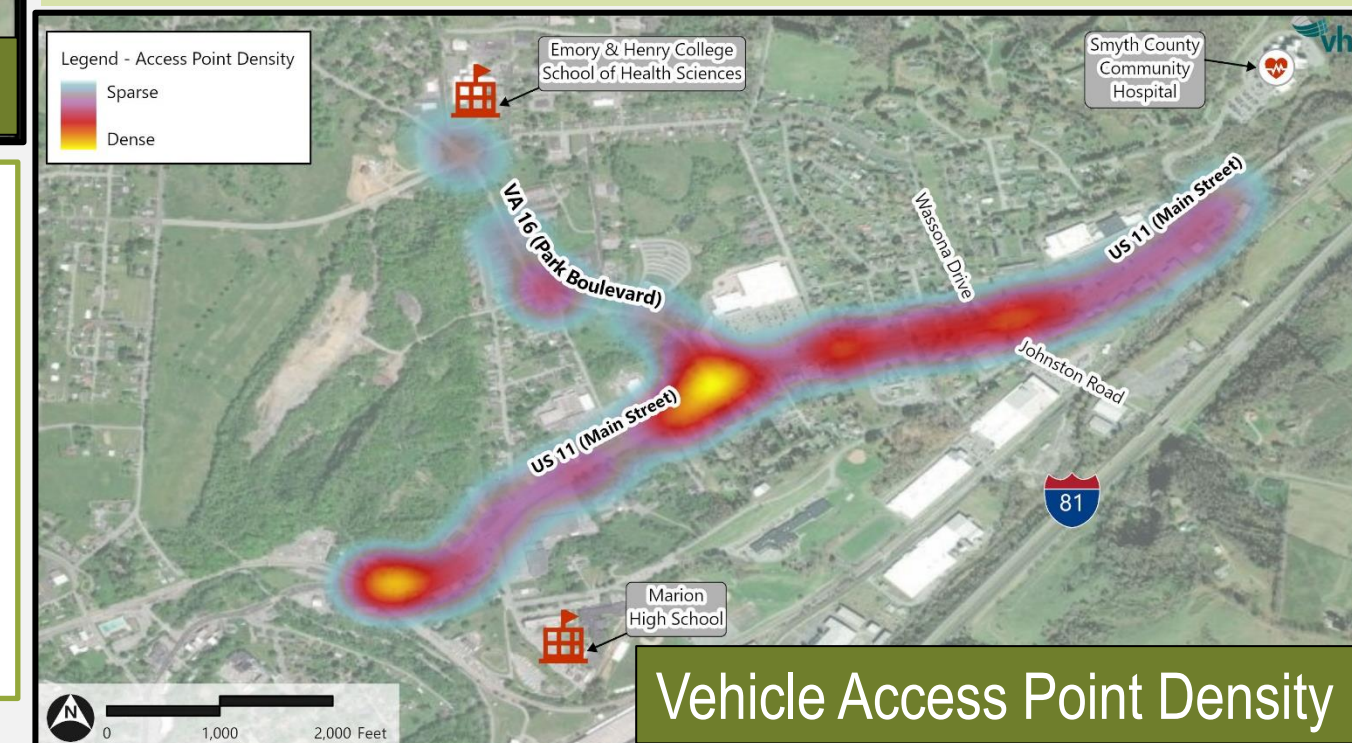 Legend - Access Point Density
Sparse
Dense
Emory & Henry College
School of Health Sciences
Smyth County
Community
Hospital
vh
VA 16 (Park Boulevard)
Wassona Drive
US 11 (Main Street)
Johnston Road
US 11 (Main Street)
81
Marion
High School
N
0 1,000 2,000 Feet
Vehicle Access Point Density